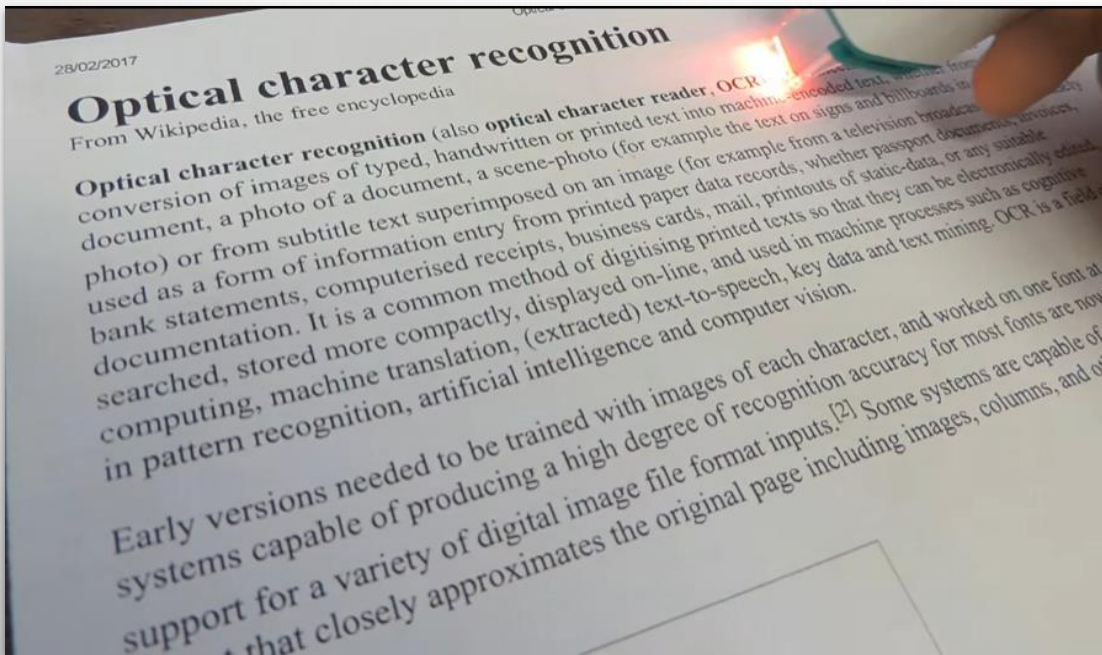 28/02/2017
Optical character recognition
From Wikipedia, the free encyclopedia
Optical character recognition (also optical character reader, OCR
conversion of images of typed, handwritten or printed text into machine-encoded text, whether from
document, a photo of a document, a scene-photo (for example the text on signs and billboards in
photo) or from subtitle text superimposed on an image (for example from a television broadcast
used as a form of information entry from printed paper data records, whether passport documents, invoices,
bank statements, computerised receipts, business cards, mail, printouts of static-data, or any suitable
documentation. It is a common method of digitising printed texts so that they can be electronically edited,
searched, stored more compactly, displayed on-line, and used in machine processes such as cognitive
computing, machine translation, (extracted) text-to-speech, key data and text mining. OCR is a field
in pattern recognition, artificial intelligence and computer vision.
Early versions needed to be trained with images of each character, and worked on one font at
systems capable of producing a high degree of recognition accuracy for most fonts are now
support for a variety of digital image file format inputs.[2] Some systems are capable of
that closely approximates the original page including images, columns, and